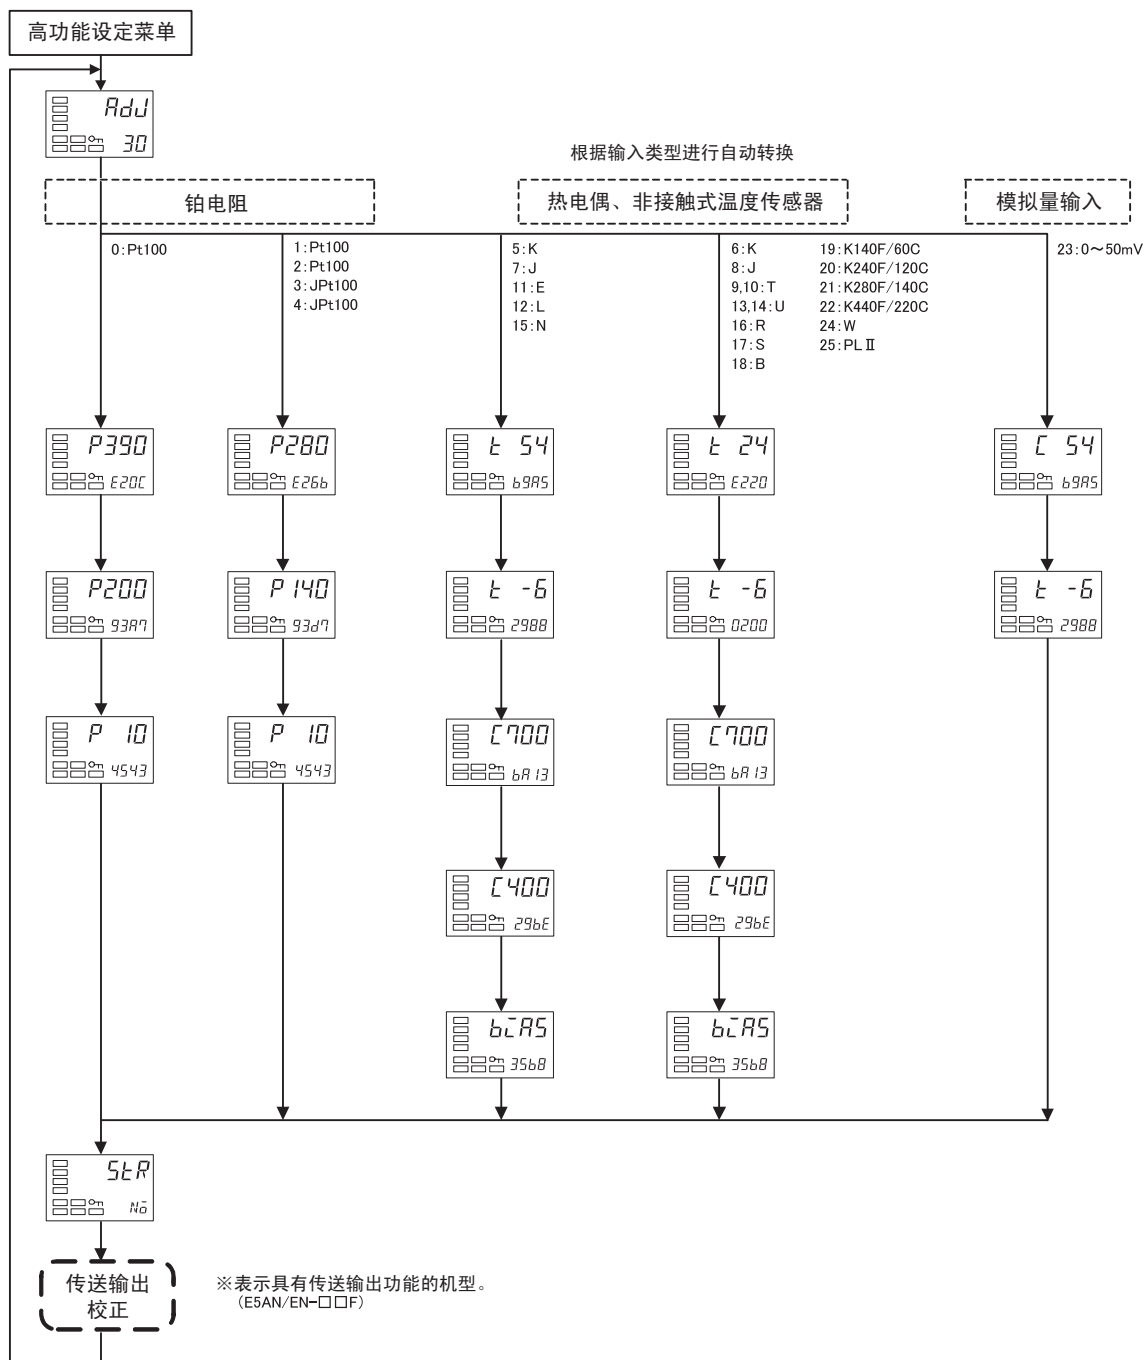 高功能设定菜单
AdJ
30
根据输入类型进行自动转换
铂电阻
热电偶、非接触式温度传感器
模拟量输入
0:Pt100
1:Pt100
2:Pt100
3:JPt100
4:JPt100
5:K
7:J
11:E
12:L
15:N
6:K
8:J
9,10:T
13,14:U
16:R
17:S
18:B
19:K140F/60C
20:K240F/120C
21:K280F/140C
22:K440F/220C
24:W
25:PLⅡ
23:0～50mV
P390
E20C
P280
E26b
t 54
b9A5
t 24
E220
C 54
b9A5
P200
93A7
P 140
93d7
t -6
2988
t -6
0200
t -6
2988
P 10
4543
P 10
4543
C700
bA13
C700
bA13
C400
29bE
C400
29bE
biAS
35b8
biAS
35b8
StR
No
传送输出
校正
※表示具有传送输出功能的机型。
(E5AN/EN-□□F)